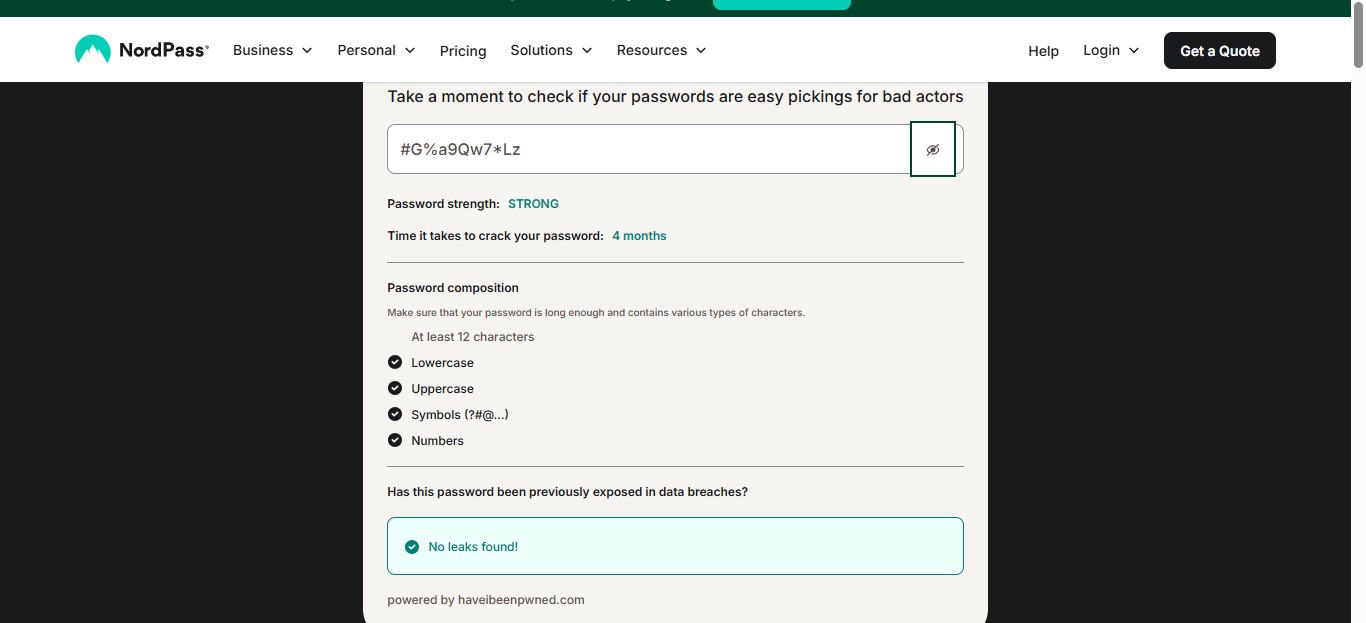 NordPass®
Business
Personal
Pricing
Solutions
Resources
Help
Login
Get a Quote
Take a moment to check if your passwords are easy pickings for bad actors
#G%a9Qw7*Lz
Password strength: STRONG
Time it takes to crack your password: 4 months
Password composition
Make sure that your password is long enough and contains various types of characters.
At least 12 characters
Lowercase
Uppercase
Symbols (?#@...)
Numbers
Has this password been previously exposed in data breaches?
No leaks found!
powered by haveibeenpwned.com